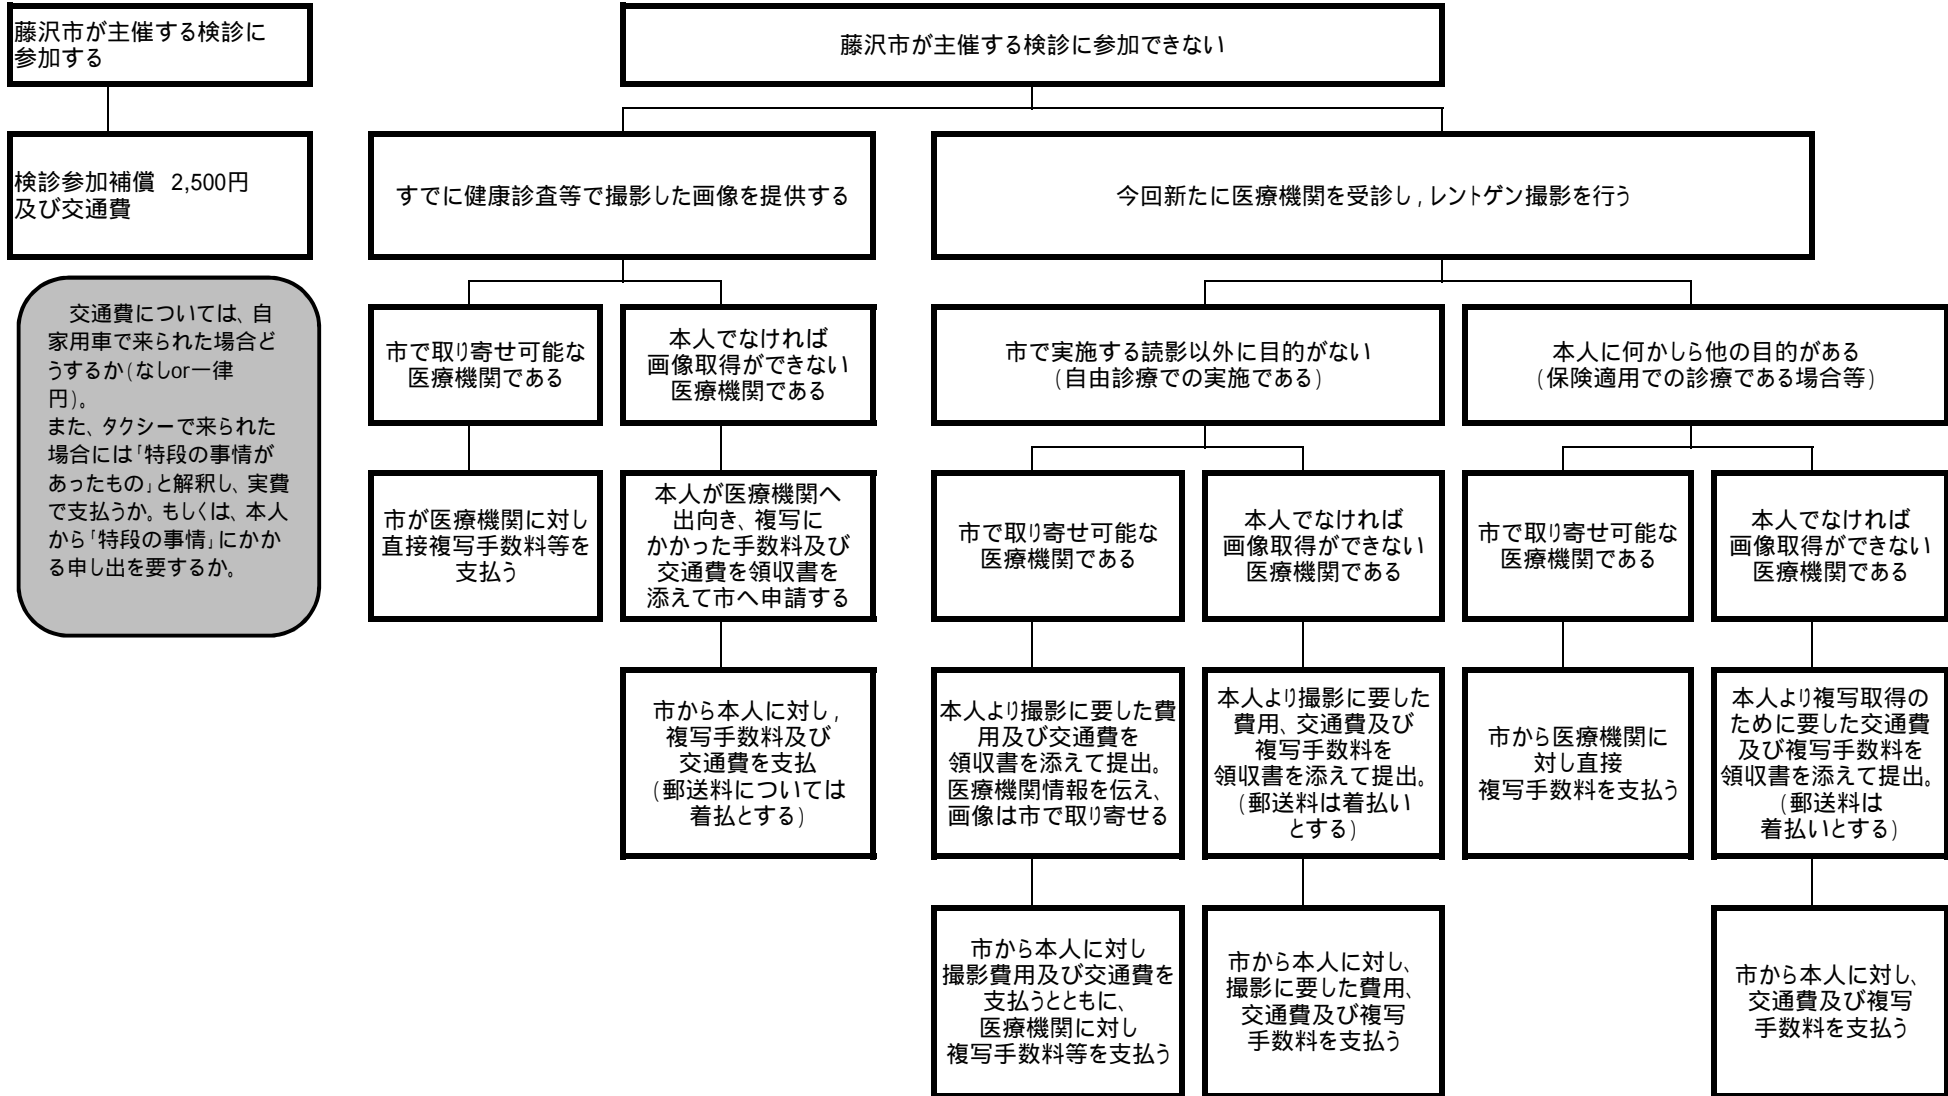 藤沢市が主催する検診に
参加する
藤沢市が主催する検診に参加できない
検診参加補償 2,500円
及び交通費
すでに健康診査等で撮影した画像を提供する
今回新たに医療機関を受診し,レントゲン撮影を行う
交通費については、自
家用車で来られた場合ど
うするか(なしor一律
円)。
また、タクシーで来られた
場合には「特段の事情が
あったもの」と解釈し、実費
で支払うか。もしくは、本人
から「特段の事情」にかか
る申し出を要するか。
市で取り寄せ可能な
医療機関である
本人でなければ
画像取得ができない
医療機関である
市で実施する読影以外に目的がない
(自由診療での実施である)
本人に何かしら他の目的がある
(保険適用での診療である場合等)
市が医療機関に対し
直接複写手数料等を
支払う
本人が医療機関へ
出向き、複写に
かかった手数料及び
交通費を領収書を
添えて市へ申請する
市で取り寄せ可能な
医療機関である
本人でなければ
画像取得ができない
医療機関である
市で取り寄せ可能な
医療機関である
本人でなければ
画像取得ができない
医療機関である
市から本人に対し,
複写手数料及び
交通費を支払
(郵送料については
着払とする)
本人より撮影に要した費
用及び交通費を
領収書を添えて提出。
医療機関情報を伝え、
画像は市で取り寄せる
本人より撮影に要した
費用、交通費及び
複写手数料を
領収書を添えて提出。
(郵送料は着払い
とする)
市から医療機関に
対し直接
複写手数料を支払う
本人より複写取得の
ために要した交通費
及び複写手数料を
領収書を添えて提出。
(郵送料は
着払いとする)
市から本人に対し
撮影費用及び交通費を
支払うとともに、
医療機関に対し
複写手数料等を支払う
市から本人に対し、
撮影に要した費用、
交通費及び複写
手数料を支払う
市から本人に対し、
交通費及び複写
手数料を支払う